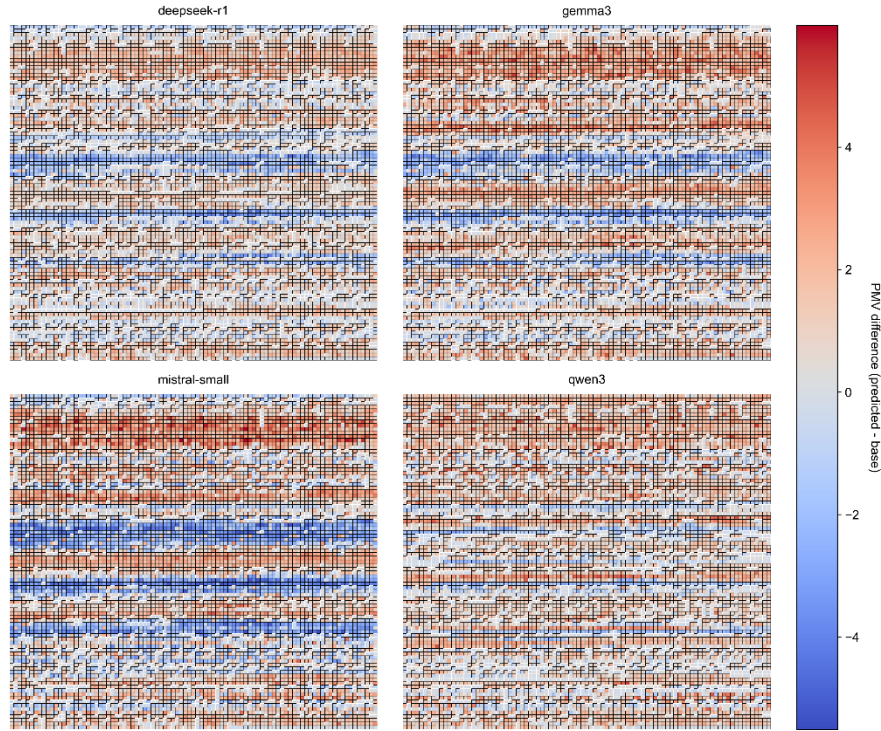 deepseek-r1
gemma3
mistral-small
qwen3
4
2
0
−2
−4
PMV difference (predicted - base)